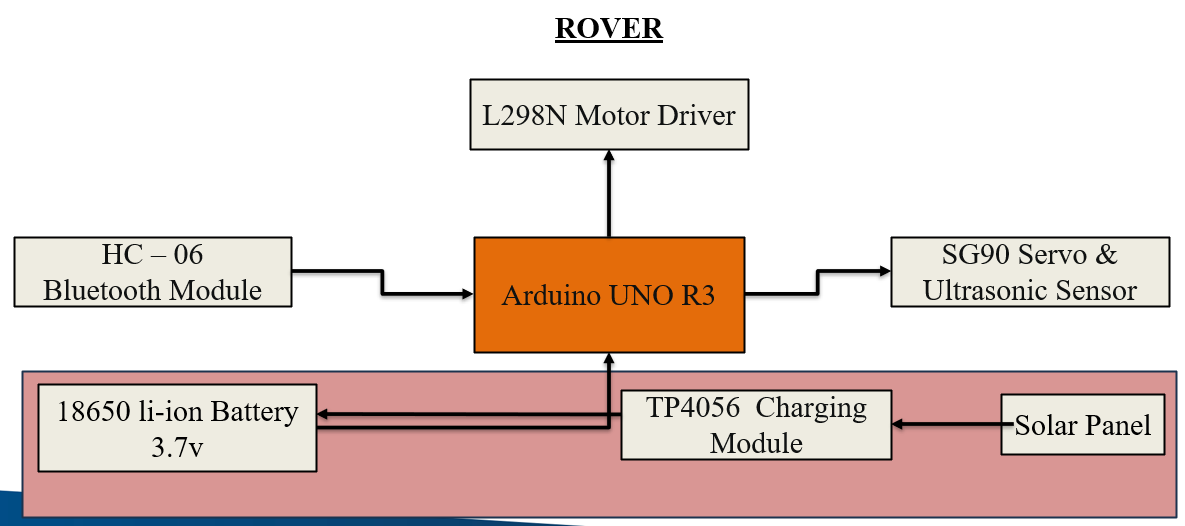 ROVER
L298N Motor Driver
HC – 06
Bluetooth Module
Arduino UNO R3
SG90 Servo &
Ultrasonic Sensor
18650 li-ion Battery
3.7v
TP4056  Charging
Module
Solar Panel